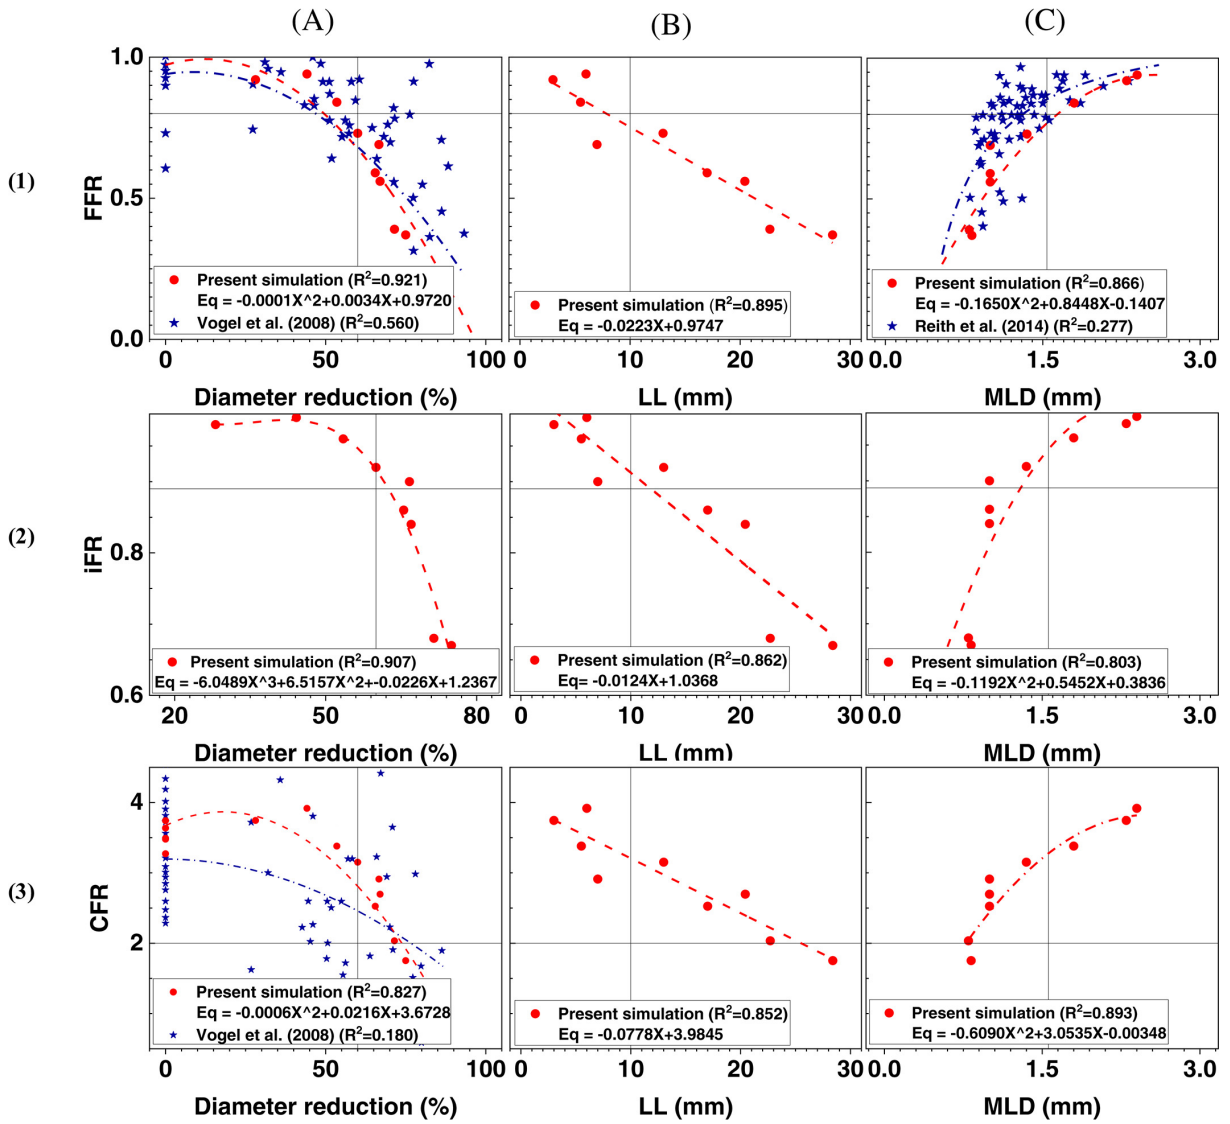 (A)
(B)
(C)
(1)
FFR
1.0
0.5
0.0
Present simulation (R²=0.921)
Eq = -0.0001X^2+0.0034X+0.9720
Vogel et al. (2008) (R²=0.560)
0 50 100
Diameter reduction (%)
Present simulation (R²=0.895)
Eq = -0.0223X+0.9747
0 10 20 30
LL (mm)
Present simulation (R²=0.866)
Eq = -0.1650X^2+0.8448X-0.1407
Reith et al. (2014) (R²=0.277)
0.0 1.5 3.0
MLD (mm)
(2)
iFR
0.8
0.6
Present simulation (R²=0.907)
Eq = -6.0489X^3+6.5157X^2+-0.0226X+1.2367
20 50 80
Diameter reduction (%)
Present simulation (R²=0.862)
Eq= -0.0124X+1.0368
0 10 20 30
LL (mm)
Present simulation (R²=0.803)
Eq = -0.1192X^2+0.5452X+0.3836
0.0 1.5 3.0
MLD (mm)
(3)
CFR
4
2
Present simulation (R²=0.827)
Eq = -0.0006X^2+0.0216X+3.6728
Vogel et al. (2008) (R²=0.180)
0 50 100
Diameter reduction (%)
Present simulation (R²=0.852)
Eq = -0.0778X+3.9845
0 10 20 30
LL (mm)
Present simulation (R²=0.893)
Eq = -0.6090X^2+3.0535X-0.00348
0.0 1.5 3.0
MLD (mm)